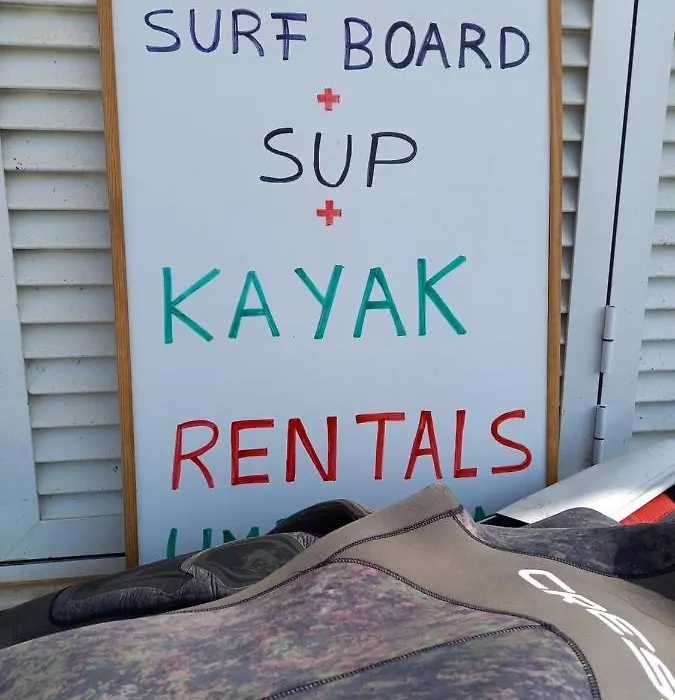 SURF BOARD
+
SUP
+
KAYAK
RENTALS